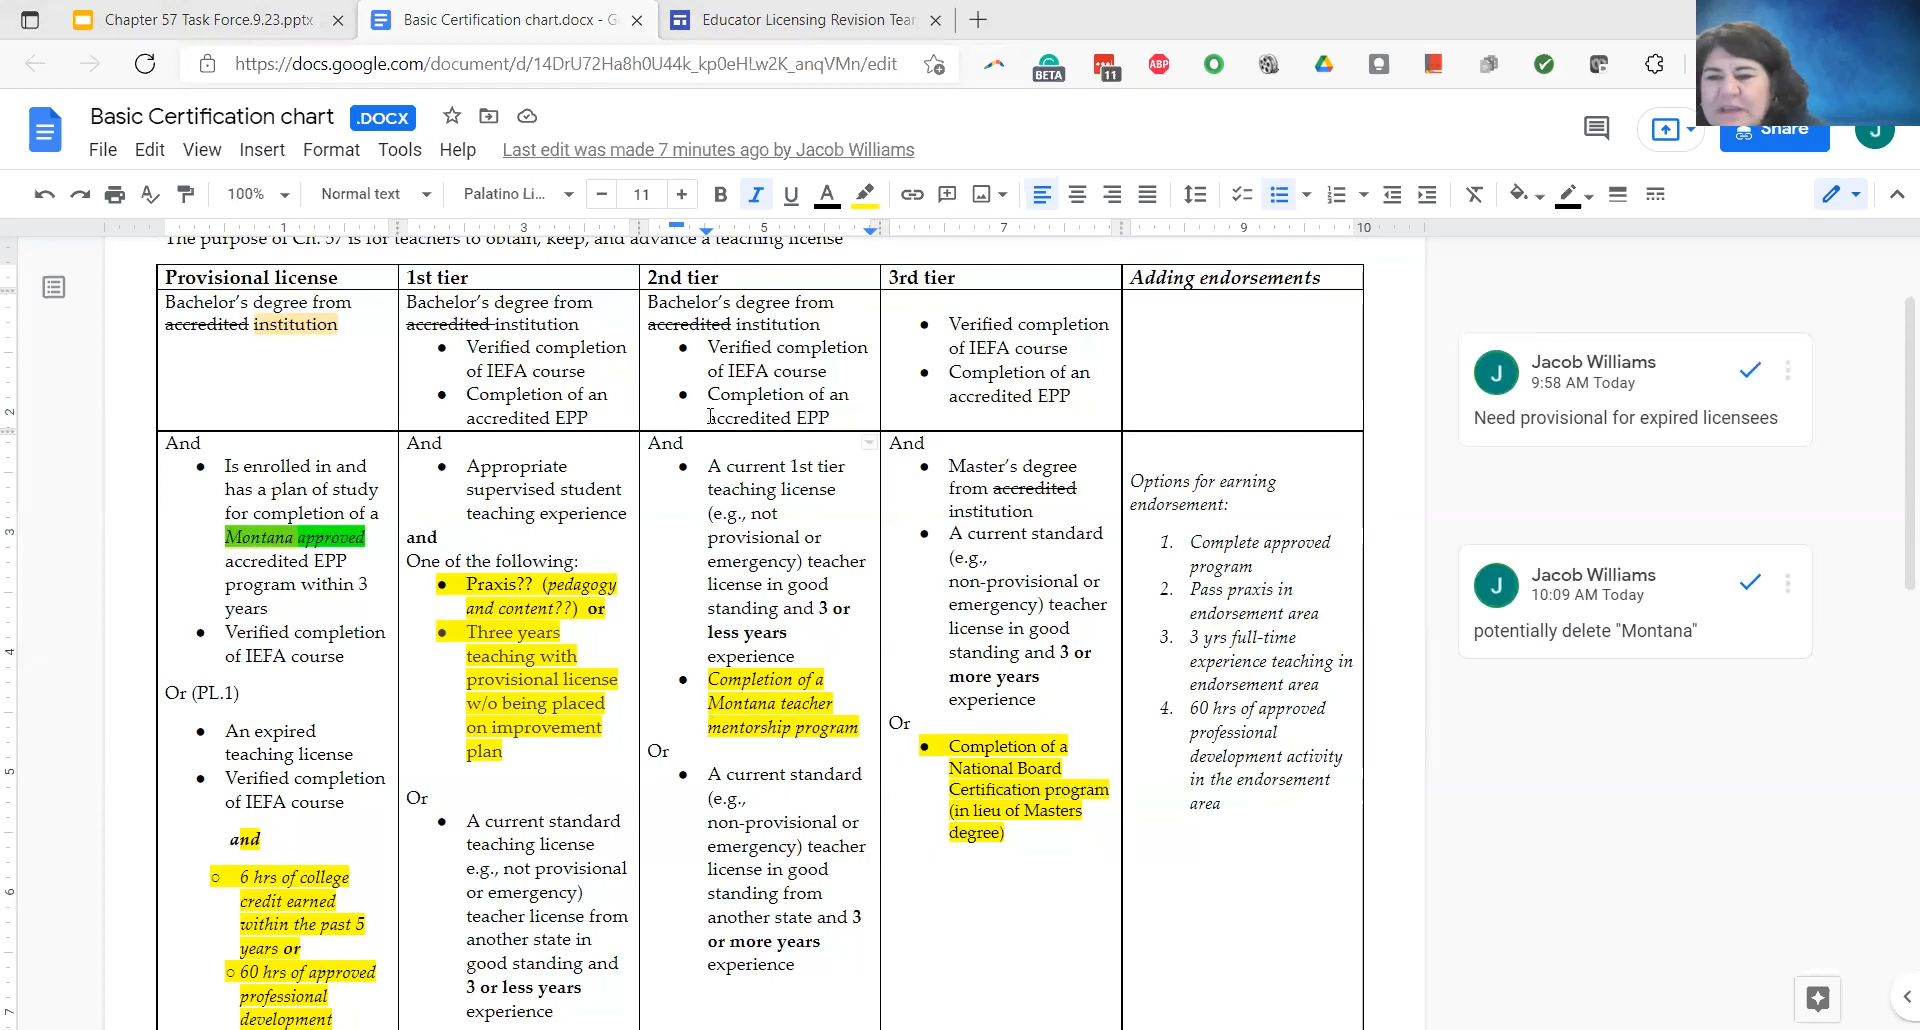 Chapter 57 Task Force.9.23.pptx
Basic Certification chart.docx - G
Educator Licensing Revision Tear
https://docs.google.com/document/d/14DrU72Ha8h0U44k_kp0eHLw2K_anqVMn/edit
BETA
11
ABP
Basic Certification chart
.DOCX
Share
J
File Edit View Insert Format Tools Help Last edit was made 7 minutes ago by Jacob Williams
100% Normal text Palatino Li... 11
B I U A
1 3 5 7 9 10
2
3
4
5
6
7
The purpose of Ch. 57 is for teachers to obtain, keep, and advance a teaching license
Provisional license
Bachelor's degree from
accredited institution
And
Is enrolled in and
has a plan of study
for completion of a
Montana approved
accredited EPP
program within 3
years
Verified completion
of IEFA course
Or (PL.1)
An expired
teaching license
Verified completion
of IEFA course
and
6 hrs of college
credit earned
within the past 5
years or
60 hrs of approved
professional
development
1st tier
Bachelor's degree from
accredited institution
Verified completion
of IEFA course
Completion of an
accredited EPP
And
Appropriate
supervised student
teaching experience
and
One of the following:
Praxis?? (pedagogy
and content??) or
Three years
teaching with
provisional license
w/o being placed
on improvement
plan
Or
A current standard
teaching license
e.g., not provisional
or emergency)
teacher license from
another state in
good standing and
3 or less years
experience
2nd tier
Bachelor's degree from
accredited institution
Verified completion
of IEFA course
Completion of an
accredited EPP
And
A current 1st tier
teaching license
(e.g., not
provisional or
emergency) teacher
license in good
standing and 3 or
less years
experience
Completion of a
Montana teacher
mentorship program
Or
A current standard
(e.g.,
non-provisional or
emergency) teacher
license in good
standing from
another state and 3
or more years
experience
3rd tier
Verified completion
of IEFA course
Completion of an
accredited EPP
And
Master's degree
from accredited
institution
A current standard
(e.g.,
non-provisional or
emergency) teacher
license in good
standing and 3 or
more years
experience
Or
Completion of a
National Board
Certification program
(in lieu of Masters
degree)
Adding endorsements
Options for earning
endorsement:
1. Complete approved
program
2. Pass praxis in
endorsement area
3. 3 yrs full-time
experience teaching in
endorsement area
4. 60 hrs of approved
professional
development activity
in the endorsement
area
J
Jacob Williams
9:58 AM Today
Need provisional for expired licensees
J
Jacob Williams
10:09 AM Today
potentially delete "Montana"